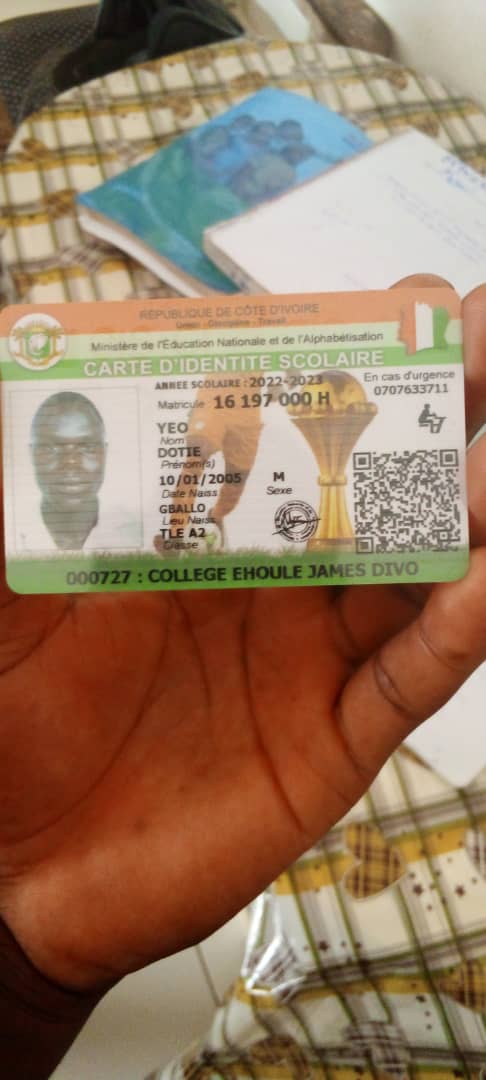 RÉPUBLIQUE DE CÔTE D'IVOIRE
Union - Discipline - Travail
Ministère de l'Education Nationale et de l'Alphabétisation
CARTE D'IDENTITE SCOLAIRE
ANNEE SCOLAIRE : 2022-2023
En cas d'urgence
0707633711
Matricule 16 197 000 H
YEO
Nom
DOTIE
Prénom(s)
10/01/2005 M
Date Naiss Sexe
GBALLO
Lieu Naiss
TLE A2
Classe
000727 : COLLEGE EHOULE JAMES DIVO